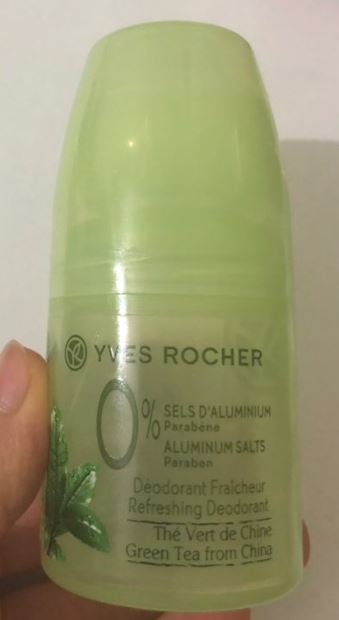 YVES ROCHER
0% SELS D'ALUMINIUM
Parabène
ALUMINUM SALTS
Paraben
Déodorant Fraîcheur
Refreshing Deodorant
Thé Vert de Chine
Green Tea from China